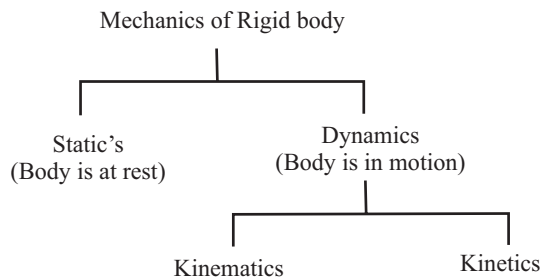 Mechanics of Rigid body
Static's
(Body is at rest)
Dynamics
(Body is in motion)
Kinematics
Kinetics